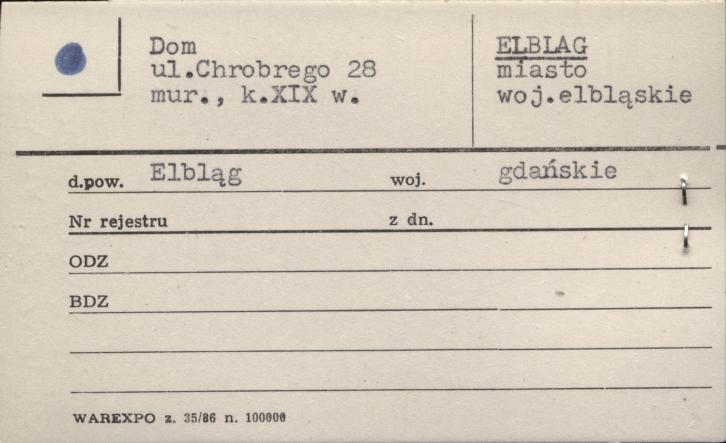 Dom
ul.Chrobrego 28
mur., k.XIX w.
ELBLAG
miasto
woj.elbląskie
d.pow. Elbląg woj. gdańskie
Nr rejestru z dn.
ODZ
BDZ
WAREXPO z. 35/86 n. 100000